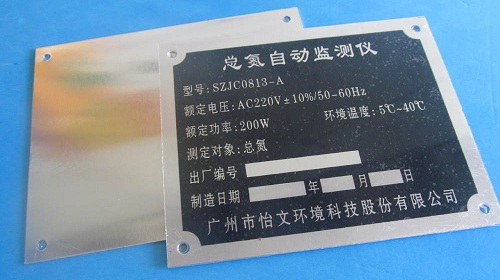 总氮自动监测仪
型号: SZJC0813-A
额定电压: AC220V±10%/50-60Hz
额定功率: 200W 环境温度: 5℃-40℃
测定对象: 总氮
出厂编号
制造日期 年 月 日
广州市怡文环境科技股份有限公司